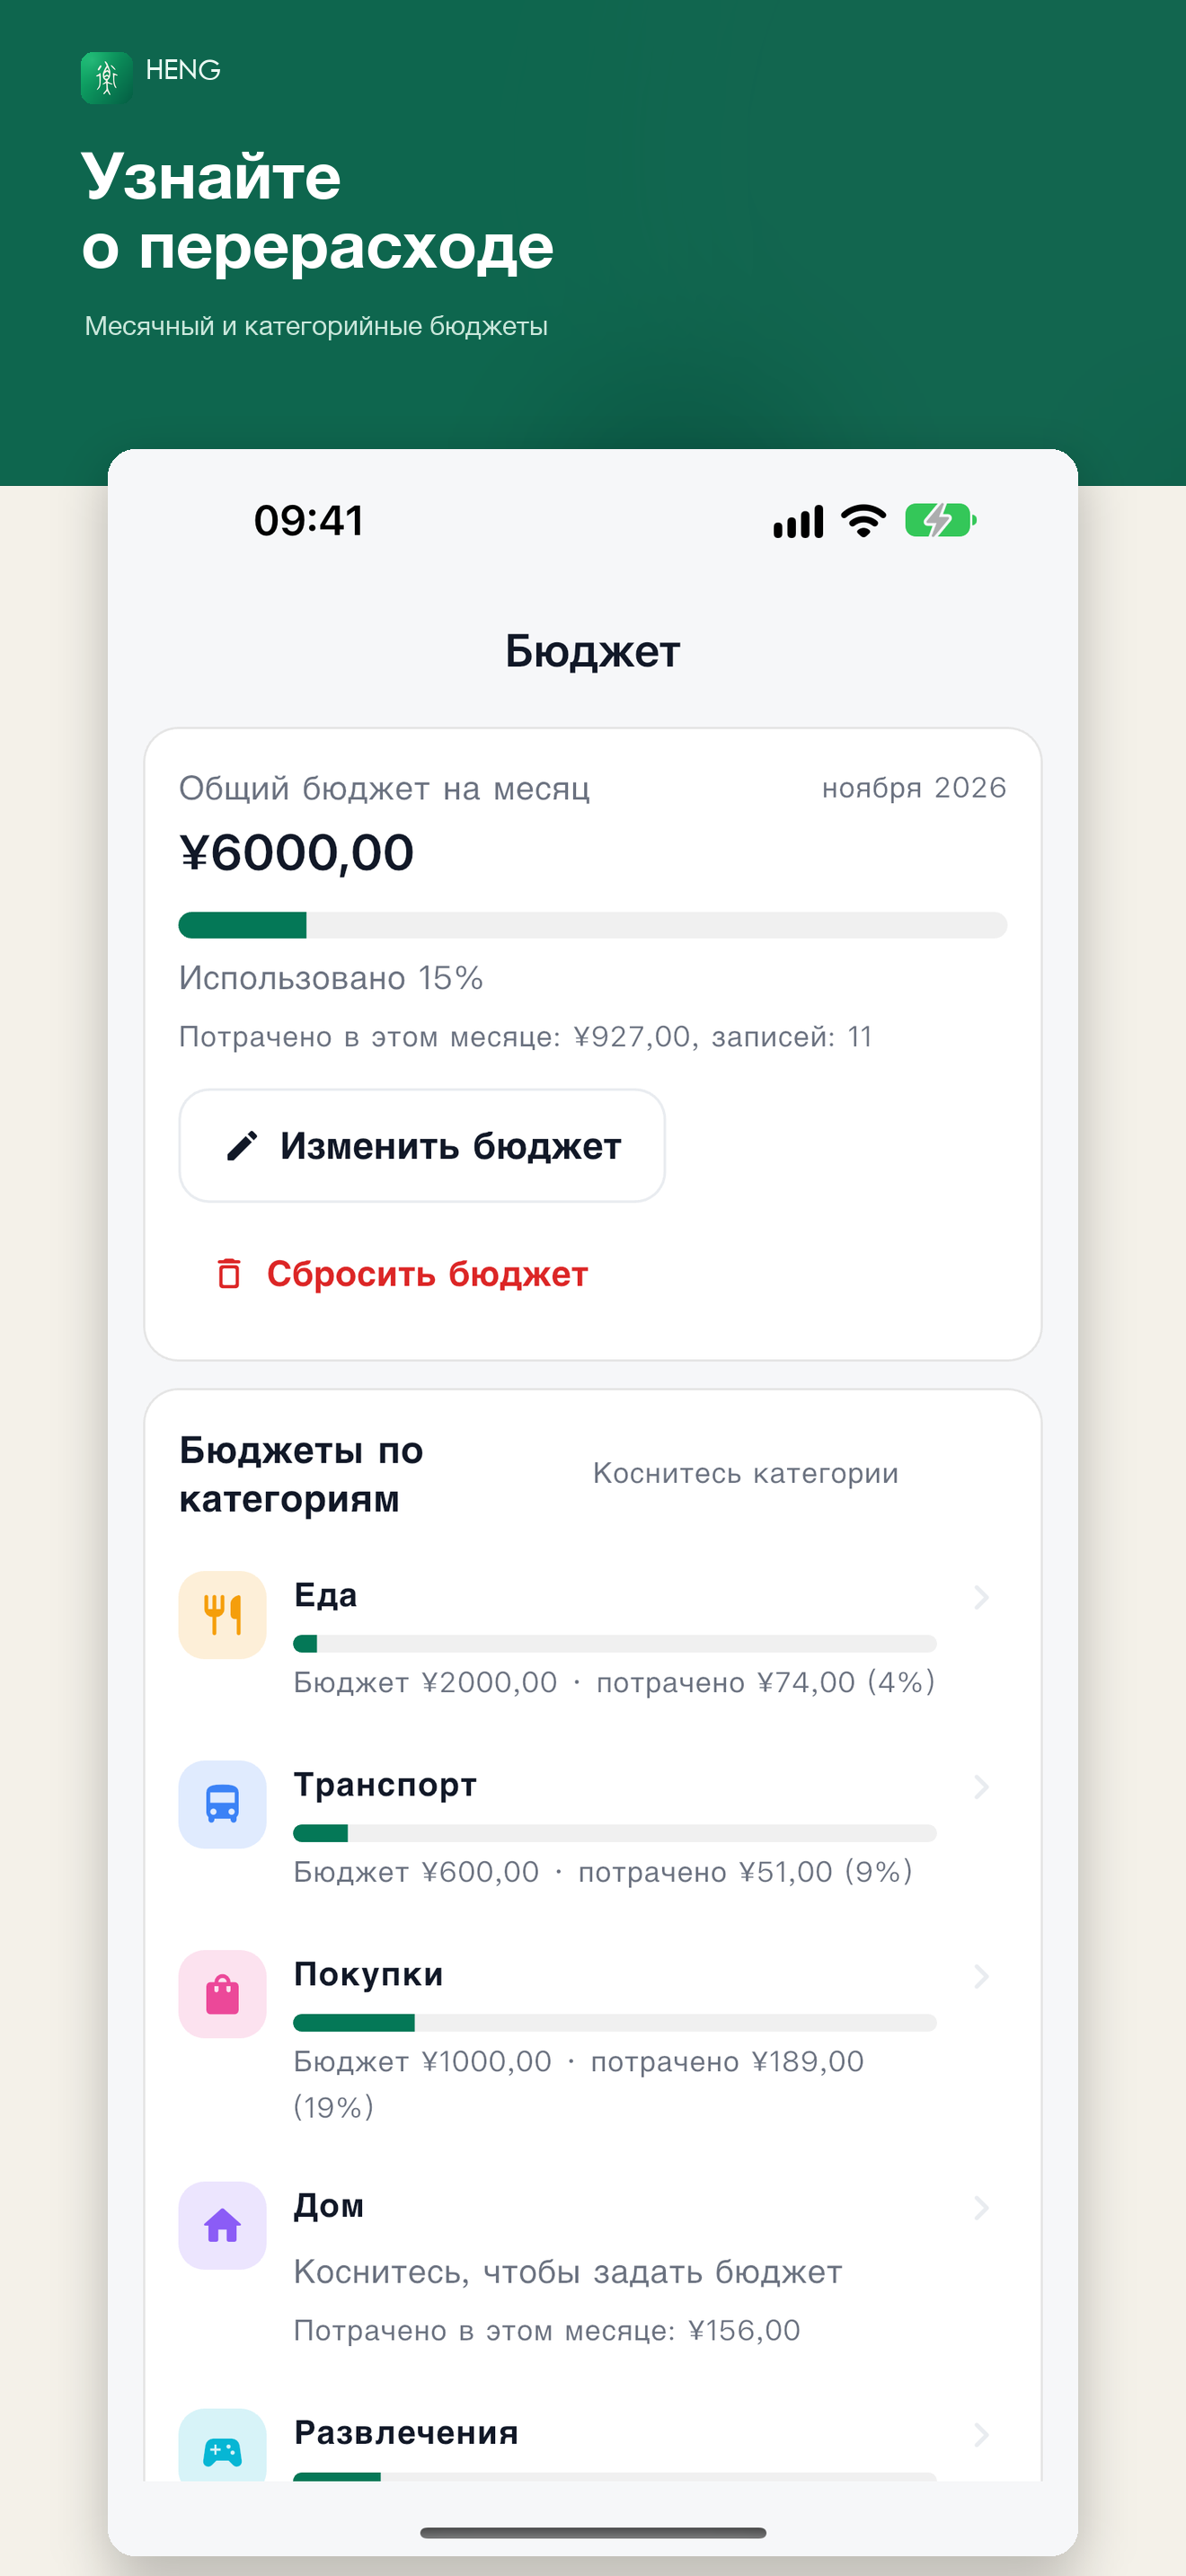 HENG
Узнайте
о перерасходе
Месячный и категорийные бюджеты
09:41
Бюджет
Общий бюджет на месяц
ноября 2026
¥6000,00
Использовано 15%
Потрачено в этом месяце: ¥927,00, записей: 11
Изменить бюджет
Сбросить бюджет
Бюджеты по
категориям
Коснитесь категории
Еда
Бюджет ¥2000,00 · потрачено ¥74,00 (4%)
Транспорт
Бюджет ¥600,00 · потрачено ¥51,00 (9%)
Покупки
Бюджет ¥1000,00 · потрачено ¥189,00
(19%)
Дом
Коснитесь, чтобы задать бюджет
Потрачено в этом месяце: ¥156,00
Развлечения